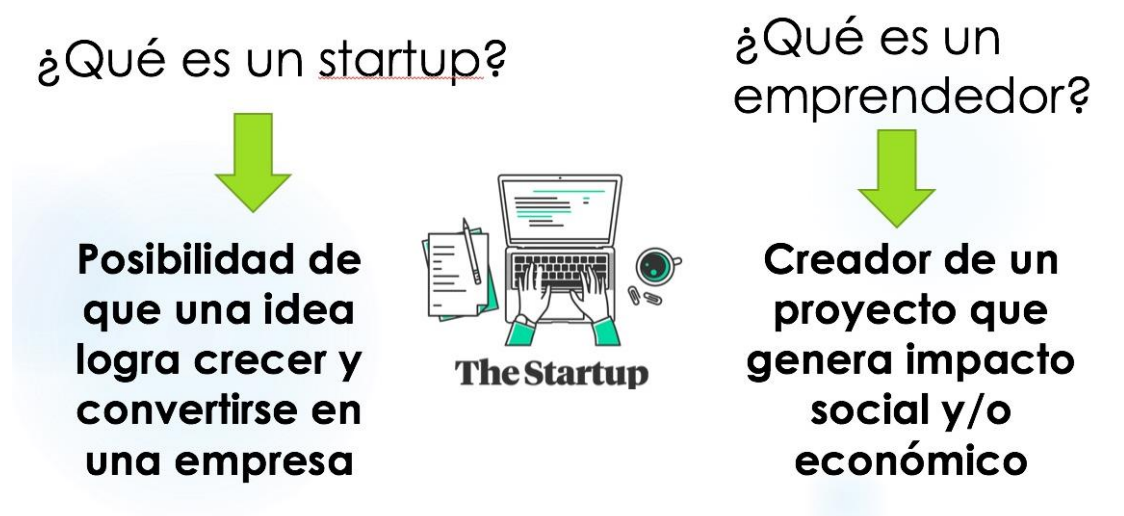 ¿Qué es un startup?
Posibilidad de
que una idea
logra crecer y
convertirse en
una empresa
The Startup
¿Qué es un
emprendedor?
Creador de un
proyecto que
genera impacto
social y/o
económico